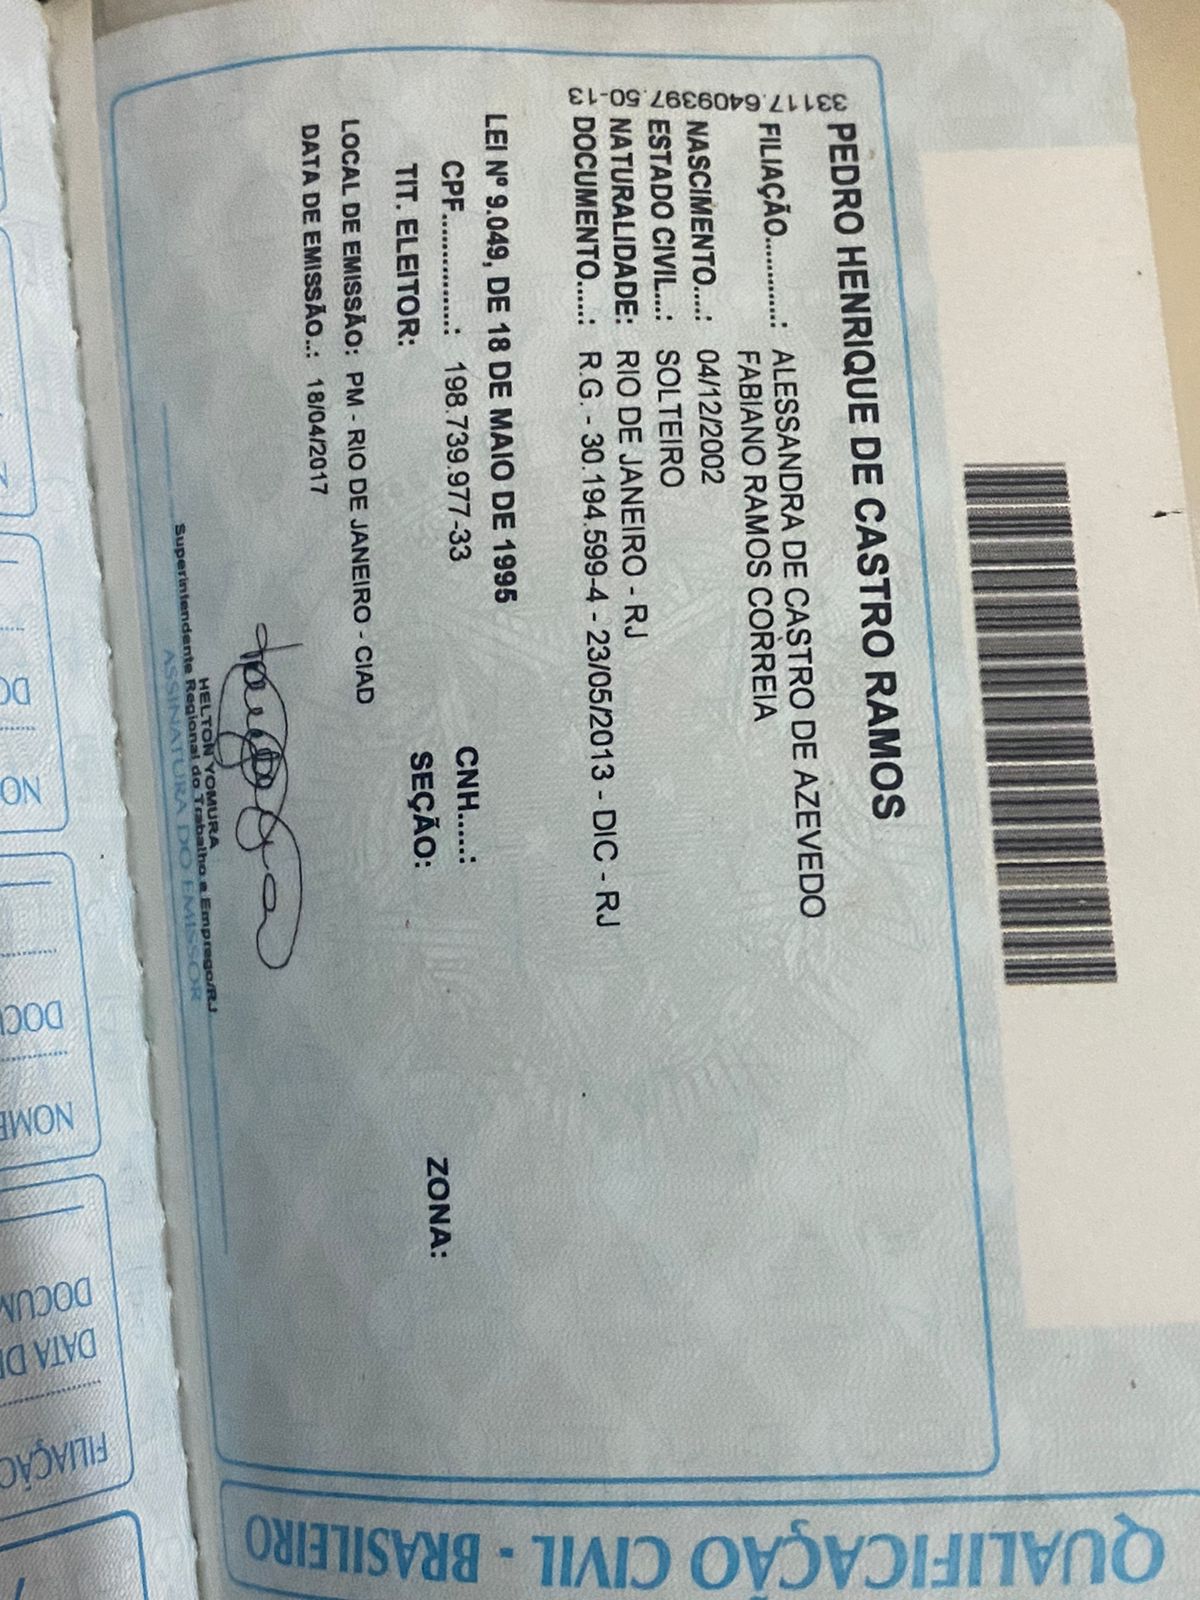 33117.6409397.50-13
PEDRO HENRIQUE DE CASTRO RAMOS
FILIAÇÃO............: ALESSANDRA DE CASTRO DE AZEVEDO
FABIANO RAMOS CORREIA
NASCIMENTO....: 04/12/2002
ESTADO CIVIL...: SOLTEIRO
NATURALIDADE: RIO DE JANEIRO - RJ
DOCUMENTO.....: R.G. - 30.194.599-4 - 23/05/2013 - DIC - RJ
LEI Nº 9.049, DE 18 DE MAIO DE 1995
CPF..............: 198.739.977-33 CNH.....:
TIT. ELEITOR: SEÇÃO: ZONA:
LOCAL DE EMISSÃO: PM - RIO DE JANEIRO - CIAD
DATA DE EMISSÃO..: 18/04/2017
HELTON YOMURA
Superintendente Regional do Trabalho e Emprego/RJ
ASSINATURA DO EMISSOR
QUALIFICAÇÃO CIVIL - BRASILEIRO
FILIAÇÃO
DATA
NOME